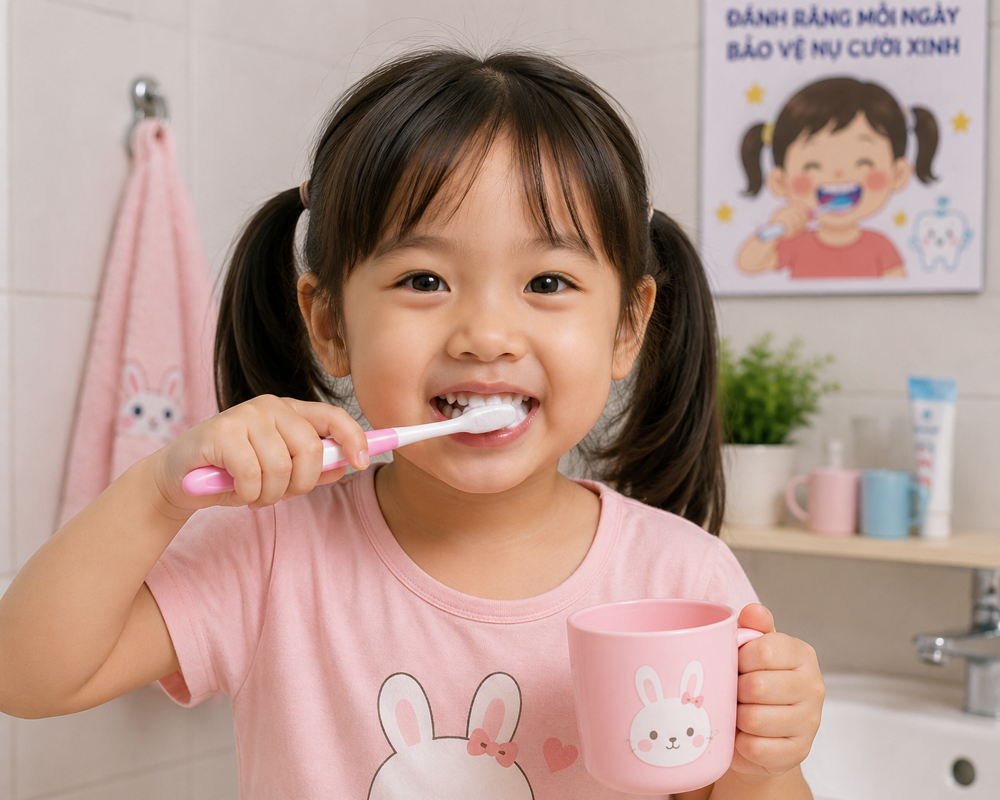 ĐÁNH RĂNG MỖI NGÀY
BẢO VỆ NỤ CƯỜI XINH